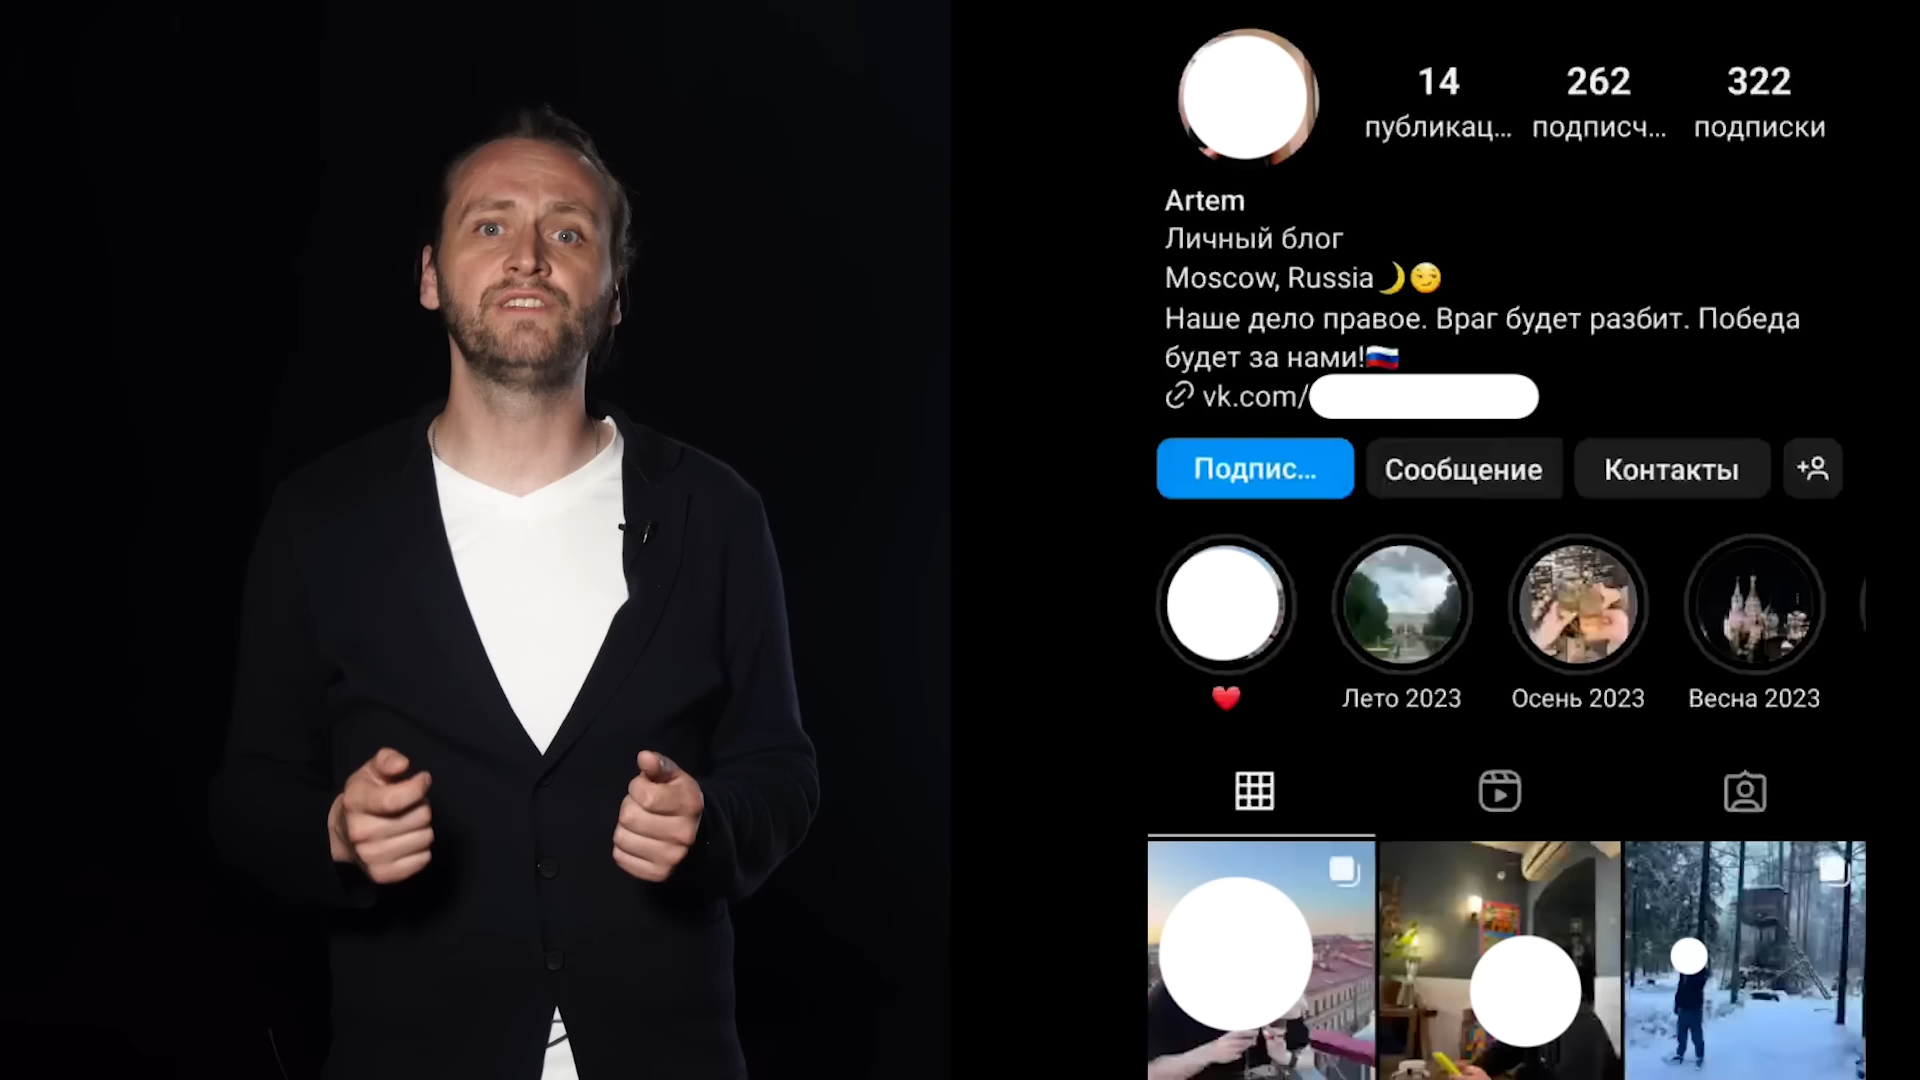 14 262 322
публикац... подписч... подписки
Artem
Личный блог
Moscow, Russia🌙😏
Наше дело правое. Враг будет разбит. Победа
будет за нами!🇷🇺
vk.com/
Подпис... Сообщение Контакты
❤️ Лето 2023 Осень 2023 Весна 2023